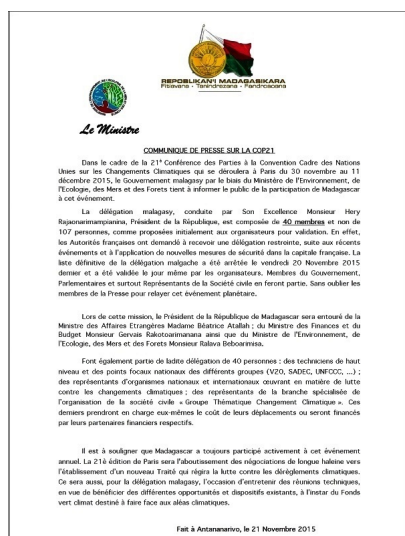 REPOBLIKAN'I MADAGASIKARA
Fitiavana - Tanindrazana - Fandrosoana
Le Ministre
COMMUNIQUE DE PRESSE SUR LA COP21
Dans le cadre de la 21ᵉ Conférence des Parties à la Convention Cadre des Nations
Unies sur les Changements Climatiques qui se déroulera à Paris du 30 novembre au 11
décembre 2015, le Gouvernement malagasy par le biais du Ministère de l'Environnement, de
l'Ecologie, des Mers et des Forets tient à informer le public de la participation de Madagascar
à cet événement.
La délégation malagasy, conduite par Son Excellence Monsieur Hery
Rajaonarimampianina, Président de la République, est composée de 40 membres et non de
107 personnes, comme proposées initialement aux organisateurs pour validation. En effet,
les Autorités françaises ont demandé à recevoir une délégation restreinte, suite aux récents
événements et à l'application de nouvelles mesures de sécurité dans la capitale française. La
liste définitive de la délégation malgache a été arrêtée le vendredi 20 Novembre 2015
dernier et a été validée le jour même par les organisateurs. Membres du Gouvernement,
Parlementaires et surtout Représentants de la Société civile en feront partie. Sans oublier les
membres de la Presse pour relayer cet événement planétaire.
Lors de cette mission, le Président de la République de Madagascar sera entouré de la
Ministre des Affaires Etrangères Madame Béatrice Atallah ; du Ministre des Finances et du
Budget Monsieur Gervais Rakotoarimanana ainsi que du Ministre de l'Environnement, de
l'Ecologie, des Mers et des Forets Monsieur Ralava Beboarimisa.
Font également partie de ladite délégation de 40 personnes : des techniciens de haut
niveau et des points focaux nationaux des différents groupes (V20, SADEC, UNFCCC, ...) ;
des représentants d'organismes nationaux et internationaux œuvrant en matière de lutte
contre les changements climatiques ; des représentants de la branche spécialisée de
l'organisation de la société civile « Groupe Thématique Changement Climatique ». Ces
derniers prendront en charge eux-mêmes le coût de leurs déplacements ou seront financés
par leurs partenaires financiers respectifs.
Il est à souligner que Madagascar a toujours participé activement à cet événement
annuel. La 21è édition de Paris sera l'aboutissement des négociations de longue haleine vers
l'établissement d'un nouveau Traité qui régira la lutte contre les dérèglements climatiques.
Ce sera aussi, pour la délégation malagasy, l'occasion d'entretenir des réunions techniques,
en vue de bénéficier des différentes opportunités et dispositifs existants, à l'instar du Fonds
vert climat destiné à faire face aux aléas climatiques.
Fait à Antananarivo, le 21 Novembre 2015